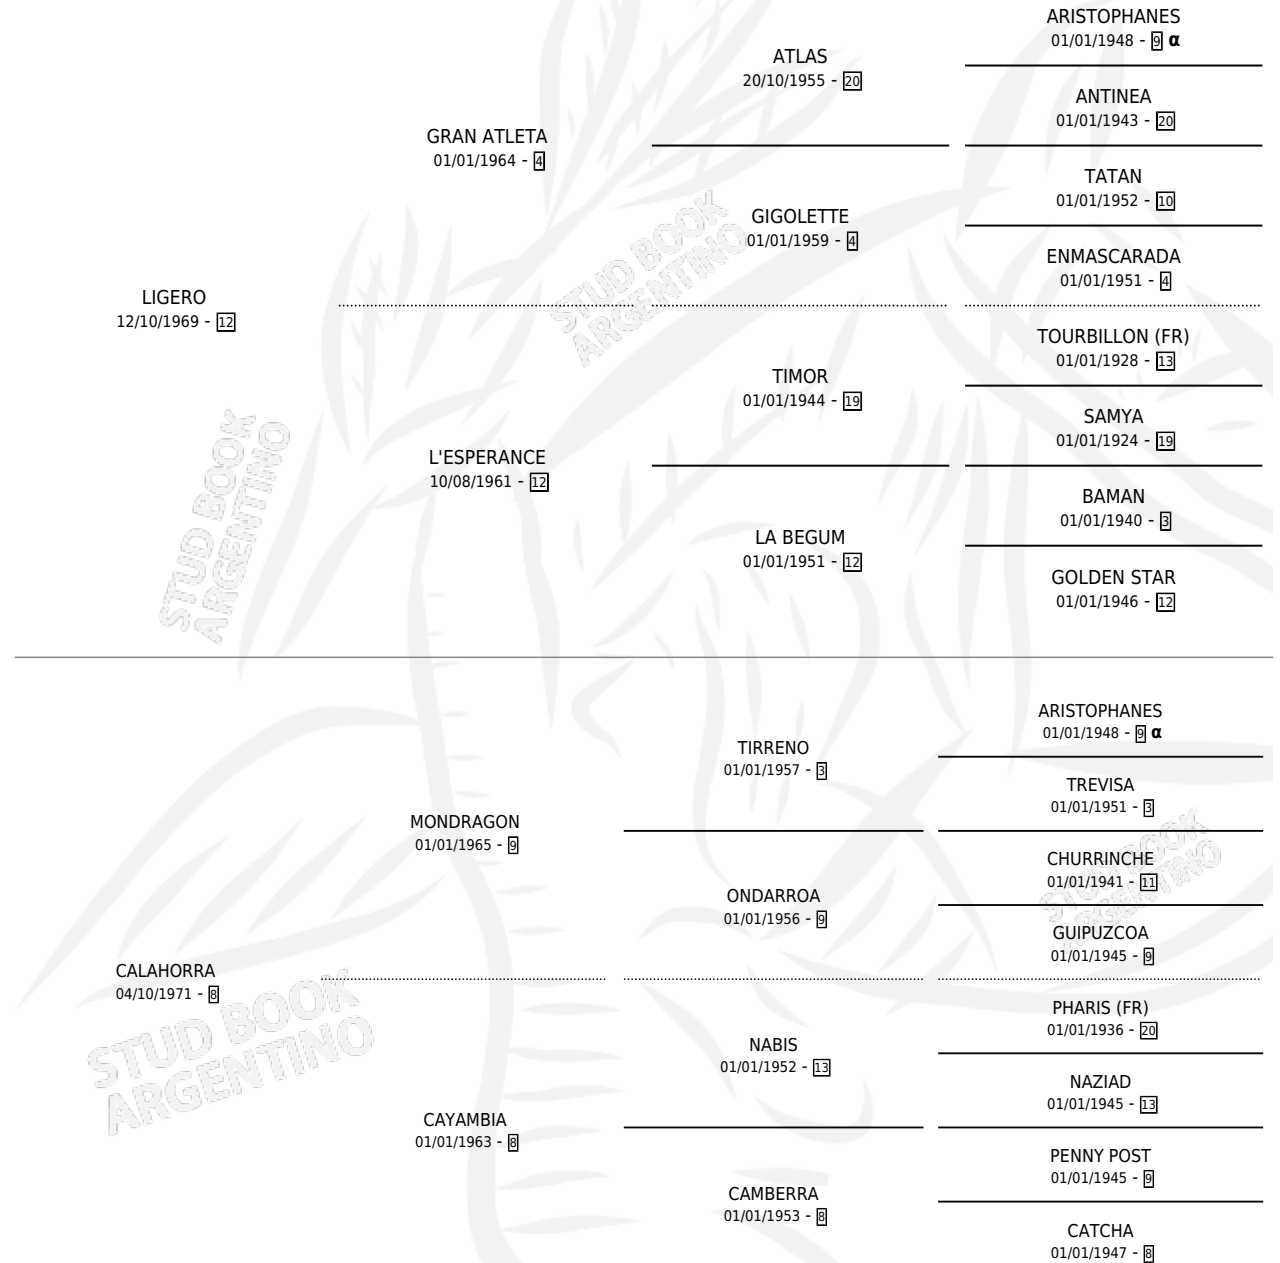 ARISTOPHANES
01/01/1948 - 9 α
ATLAS
20/10/1955 - 20
ANTINEA
01/01/1943 - 20
GRAN ATLETA
01/01/1964 - 4
TATAN
01/01/1952 - 10
GIGOLETTE
01/01/1959 - 4
ENMASCARADA
01/01/1951 - 4
LIGERO
12/10/1969 - 12
TOURBILLON (FR)
01/01/1928 - 13
TIMOR
01/01/1944 - 19
SAMYA
01/01/1924 - 19
L'ESPERANCE
10/08/1961 - 12
BAMAN
01/01/1940 - 3
LA BEGUM
01/01/1951 - 12
GOLDEN STAR
01/01/1946 - 12
ARISTOPHANES
01/01/1948 - 9 α
TIRRENO
01/01/1957 - 3
TREVISA
01/01/1951 - 3
MONDRAGON
01/01/1965 - 9
CHURRINCHE
01/01/1941 - 11
ONDARROA
01/01/1956 - 9
GUIPUZCOA
01/01/1945 - 9
CALAHORRA
04/10/1971 - 8
PHARIS (FR)
01/01/1936 - 20
NABIS
01/01/1952 - 13
NAZIAD
01/01/1945 - 13
CAYAMBIA
01/01/1963 - 8
PENNY POST
01/01/1945 - 9
CAMBERRA
01/01/1953 - 8
CATCHA
01/01/1947 - 8
STUD BOOK
ARGENTINO
STUD BOOK
ARGENTINO
STUD BOOK
ARGENTINO
STUD BOOK
ARGENTINO